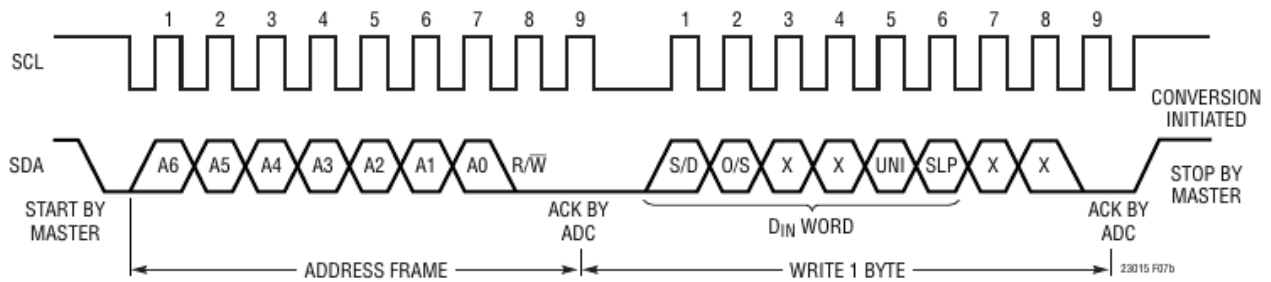 1 2 3 4 5 6 7 8 9 1 2 3 4 5 6 7 8 9
SCL
CONVERSION
INITIATED
SDA A6 A5 A4 A3 A2 A1 A0 R/W̅ S/D O/S X X UNI SLP X X
STOP BY
MASTER
START BY
MASTER
ACK BY
ADC
DIN WORD
ACK BY
ADC
ADDRESS FRAME
WRITE 1 BYTE
23015 F07b